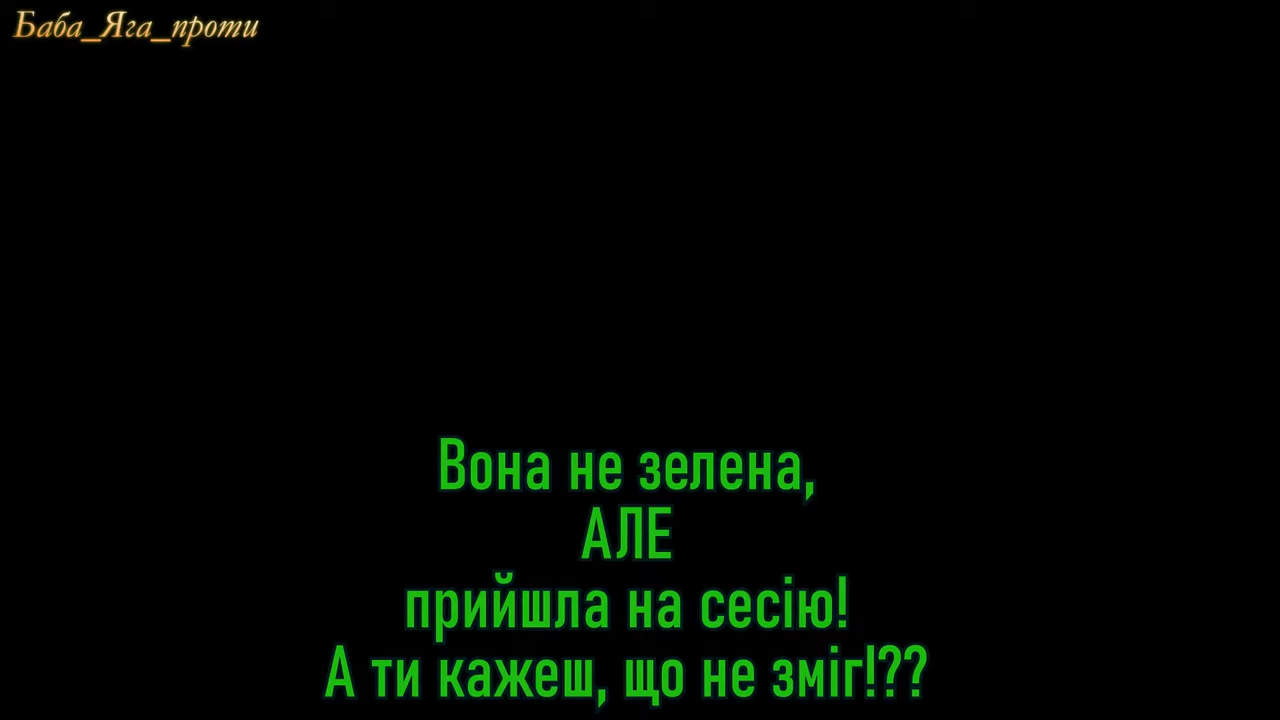 Баба_Яга_проти
Вона не зелена,
АЛЕ
прийшла на сесію!
А ти кажеш, що не зміг!??